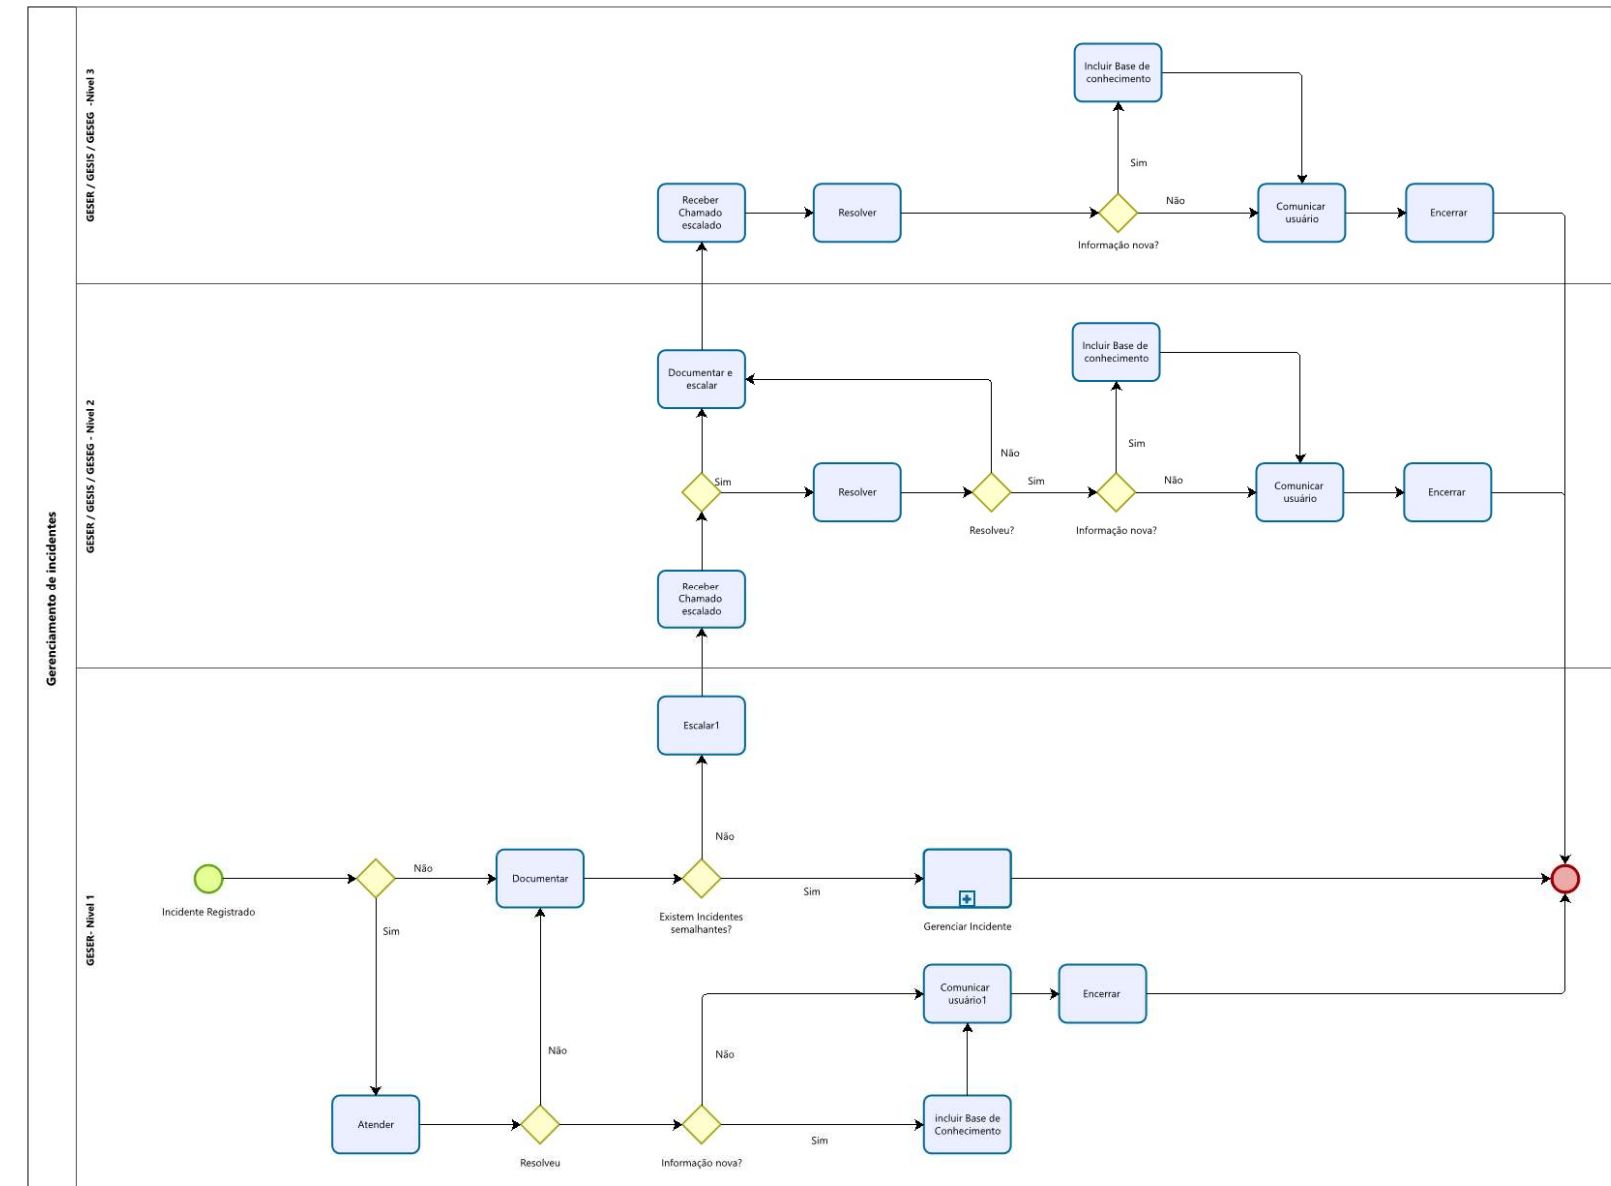 Gerenciamento de incidentes
GESER / GESIS / GESEG -Nivel 3
Incluir Base de
conhecimento
Sim
Receber
Chamado
escalado
Resolver
Não
Informação nova?
Comunicar
usuário
Encerrar
GESER / GESIS / GESEG - Nivel 2
Incluir Base de
conhecimento
Documentar e
escalar
Sim
Não
Sim
Resolver
Sim
Não
Resolveu?
Informação nova?
Comunicar
usuário
Encerrar
Receber
Chamado
escalado
GESER- Nivel 1
Escalar1
Não
Não
Documentar
Sim
Incidente Registrado
Existem Incidentes
semalhantes?
Gerenciar Incidente
Sim
Comunicar
usuário1
Encerrar
Não
Não
Atender
incluir Base de
Conhecimento
Sim
Resolveu
Informação nova?